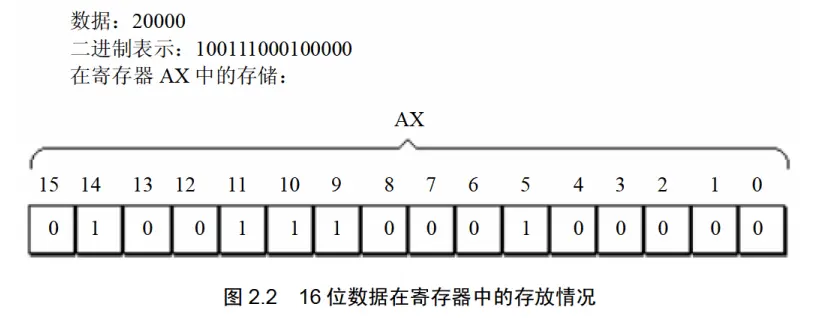 数据：20000
二进制表示：100111000100000
在寄存器 AX 中的存储：
AX
15 14 13 12 11 10 9 8 7 6 5 4 3 2 1 0
0 1 0 0 1 1 1 0 0 0 1 0 0 0 0 0
图 2.2 16 位数据在寄存器中的存放情况